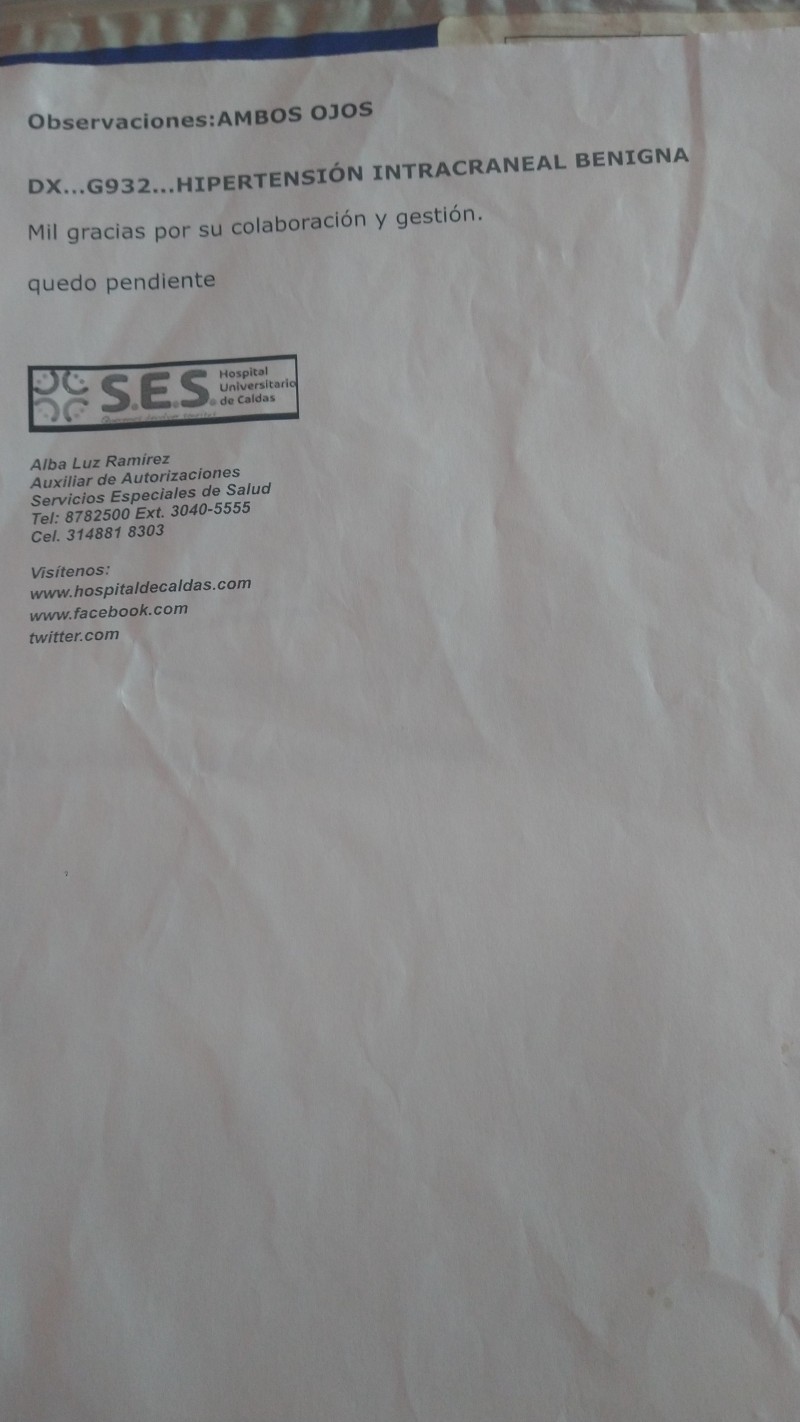 Observaciones:AMBOS OJOS
DX...G932...HIPERTENSIÓN INTRACRANEAL BENIGNA
Mil gracias por su colaboración y gestión.
quedo pendiente
S.E.S. Hospital
Universitario
de Caldas
Alba Luz Ramírez
Auxiliar de Autorizaciones
Servicios Especiales de Salud
Tel: 8782500 Ext. 3040-5555
Cel. 314881 8303
Visítenos:
www.hospitaldecaldas.com
www.facebook.com
twitter.com